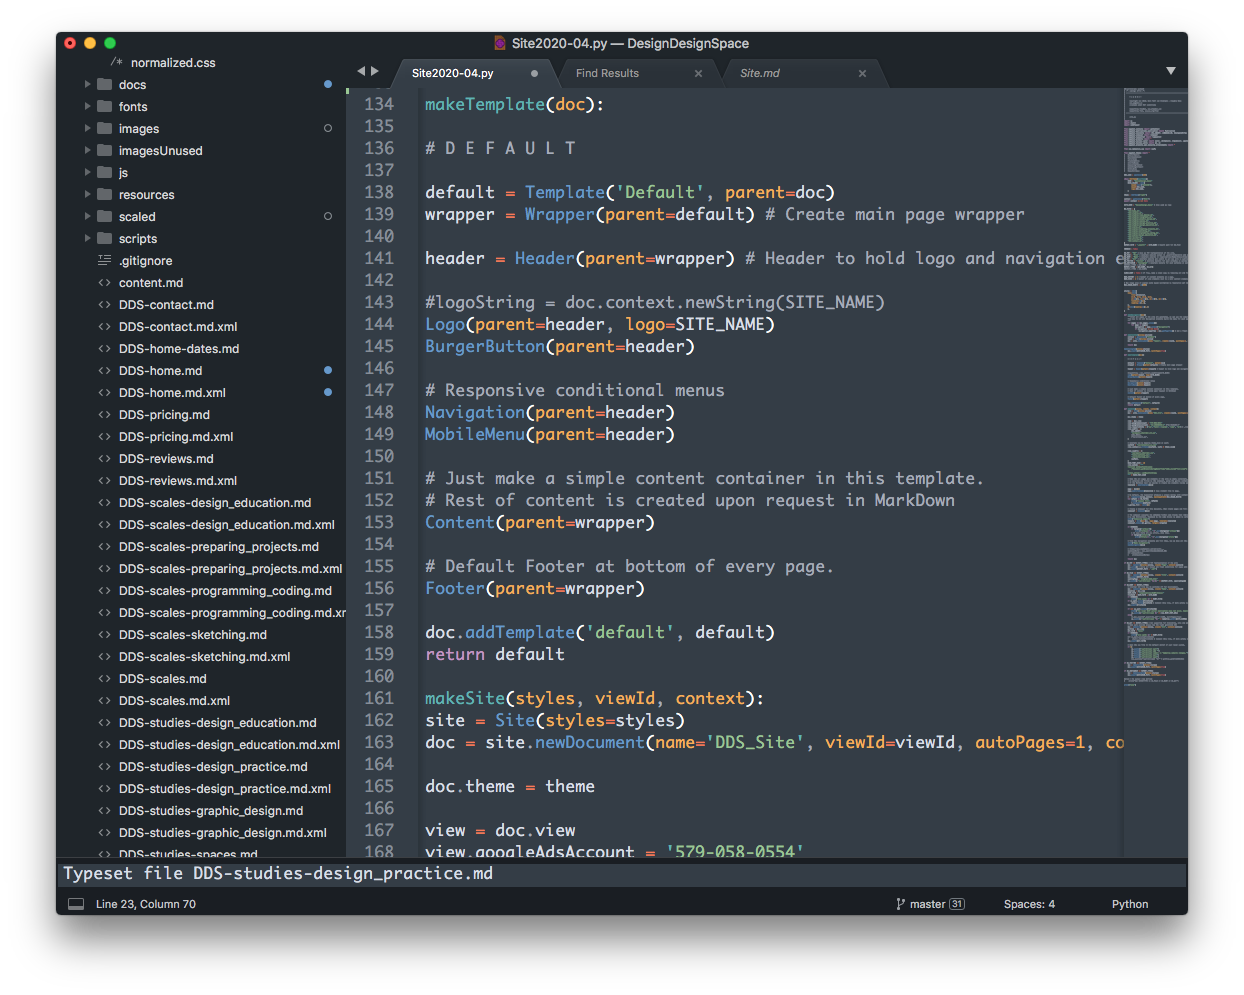 Site2020-04.py — DesignDesignSpace
/* normalized.css
docs
fonts
images
imagesUnused
js
resources
scaled
scripts
.gitignore
<> content.md
<> DDS-contact.md
<> DDS-contact.md.xml
<> DDS-home-dates.md
<> DDS-home.md
<> DDS-home.md.xml
<> DDS-pricing.md
<> DDS-pricing.md.xml
<> DDS-reviews.md
<> DDS-reviews.md.xml
<> DDS-scales-design_education.md
<> DDS-scales-design_education.md.xml
<> DDS-scales-preparing_projects.md
<> DDS-scales-preparing_projects.md.xml
<> DDS-scales-programming_coding.md
<> DDS-scales-programming_coding.md.xr
<> DDS-scales-sketching.md
<> DDS-scales-sketching.md.xml
<> DDS-scales.md
<> DDS-scales.md.xml
<> DDS-studies-design_education.md
<> DDS-studies-design_education.md.xml
<> DDS-studies-design_practice.md
<> DDS-studies-design_practice.md.xml
<> DDS-studies-graphic_design.md
<> DDS-studies-graphic_design.md.xml
<> DDS-studies-spaces.md
Site2020-04.py
Find Results
Site.md
134 makeTemplate(doc):
135
136 # D E F A U L T
137
138 default = Template('Default', parent=doc)
139 wrapper = Wrapper(parent=default) # Create main page wrapper
140
141 header = Header(parent=wrapper) # Header to hold logo and navigation e
142
143 #logoString = doc.context.newString(SITE_NAME)
144 Logo(parent=header, logo=SITE_NAME)
145 BurgerButton(parent=header)
146
147 # Responsive conditional menus
148 Navigation(parent=header)
149 MobileMenu(parent=header)
150
151 # Just make a simple content container in this template.
152 # Rest of content is created upon request in MarkDown
153 Content(parent=wrapper)
154
155 # Default Footer at bottom of every page.
156 Footer(parent=wrapper)
157
158 doc.addTemplate('default', default)
159 return default
160
161 makeSite(styles, viewId, context):
162 site = Site(styles=styles)
163 doc = site.newDocument(name='DDS_Site', viewId=viewId, autoPages=1, co
164
165 doc.theme = theme
166
167 view = doc.view
168 view.googleAdsAccount = '579-058-0554'
Typeset file DDS-studies-design_practice.md
Line 23, Column 70
master 31
Spaces: 4
Python